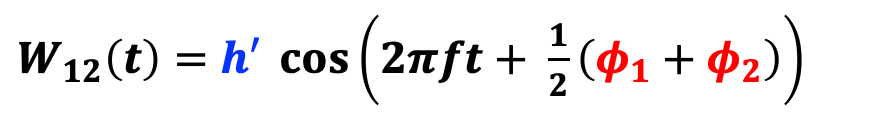 W₁₂(t) = h′ cos(2πft + ½(ϕ₁ + ϕ₂))